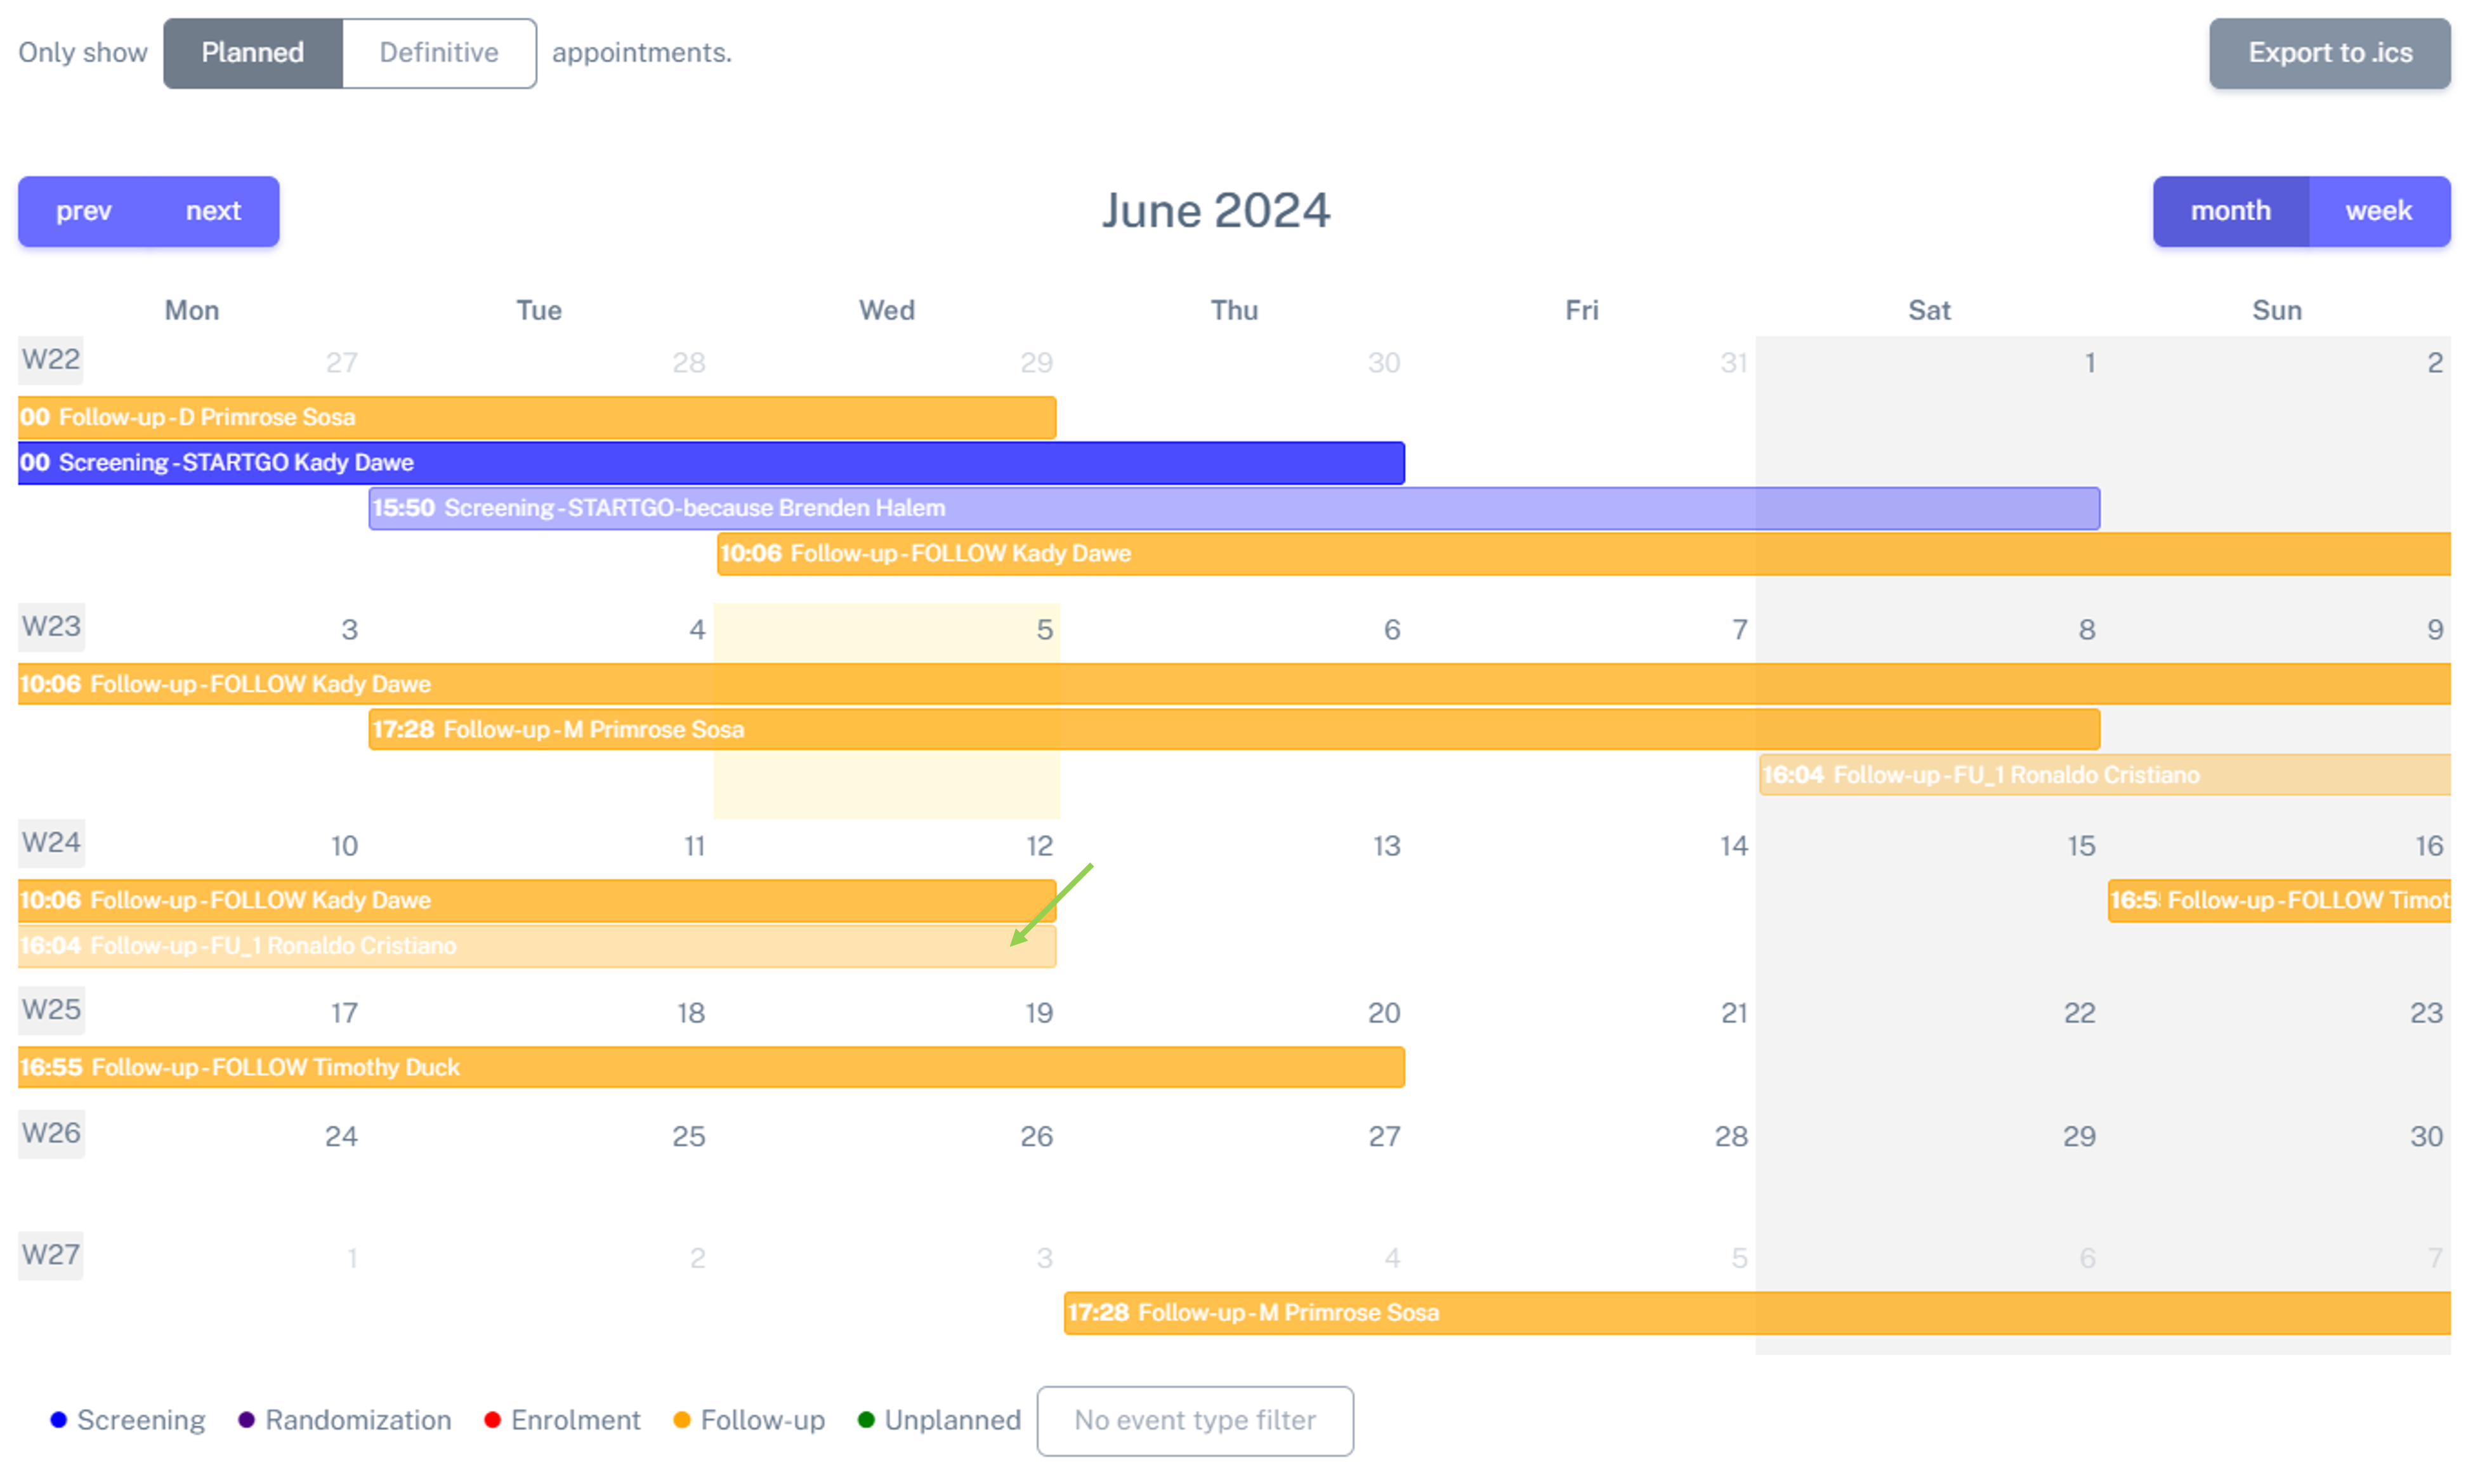 Only show Planned Definitive appointments. Export to .ics
prev next June 2024 month week
Mon Tue Wed Thu Fri Sat Sun
W22 27 28 29 30 31 1 2
00 Follow-up - D Primrose Sosa
00 Screening - STARTGO Kady Dawe
15:50 Screening - STARTGO-because Brenden Halem
10:06 Follow-up - FOLLOW Kady Dawe
W23 3 4 5 6 7 8 9
10:06 Follow-up - FOLLOW Kady Dawe
17:28 Follow-up - M Primrose Sosa
16:04 Follow-up - FU_1 Ronaldo Cristiano
W24 10 11 12 13 14 15 16
10:06 Follow-up - FOLLOW Kady Dawe 16:5 Follow-up - FOLLOW Timot
16:04 Follow-up - FU_1 Ronaldo Cristiano
W25 17 18 19 20 21 22 23
16:55 Follow-up - FOLLOW Timothy Duck
W26 24 25 26 27 28 29 30
W27 1 2 3 4 5 6 7
17:28 Follow-up - M Primrose Sosa
Screening Randomization Enrolment Follow-up Unplanned No event type filter